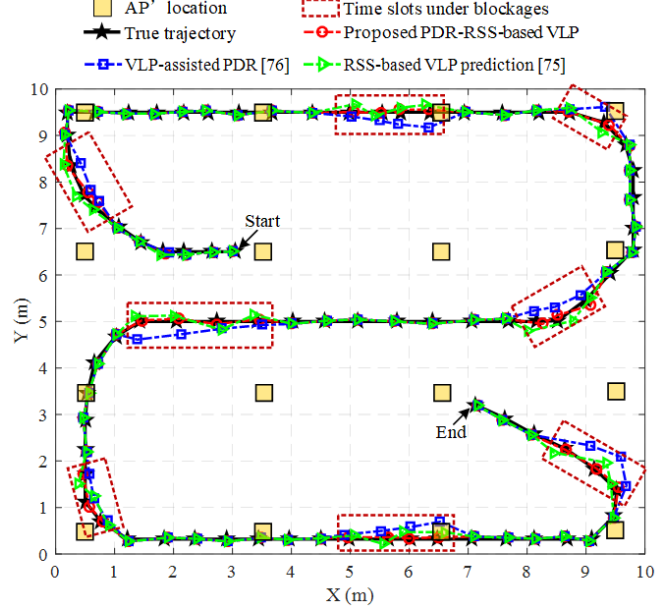 AP’ location
Time slots under blockages
True trajectory
Proposed PDR-RSS-based VLP
VLP-assisted PDR [76]
RSS-based VLP prediction [75]
10
9
8
7
6
5
4
3
2
1
0
Y (m)
Start
End
0 1 2 3 4 5 6 7 8 9 10
X (m)